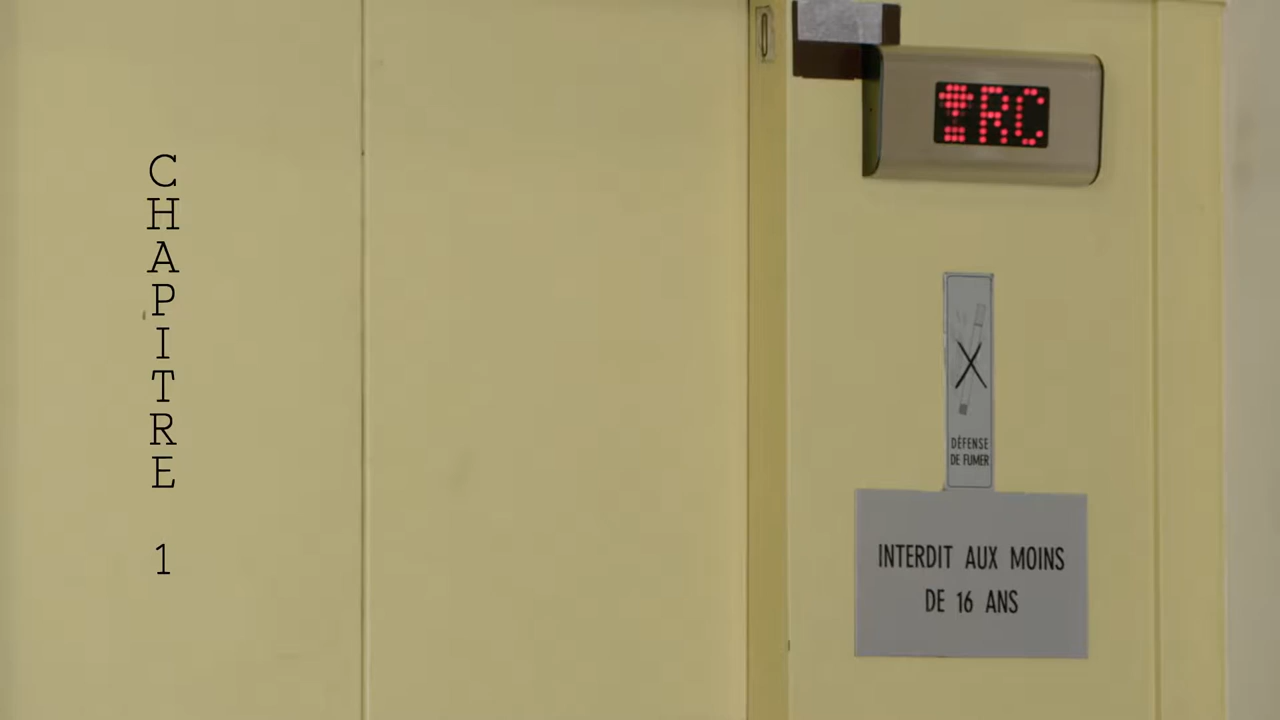 CHAPITRE 1
RC
DÉFENSE
DE FUMER
INTERDIT AUX MOINS
DE 16 ANS